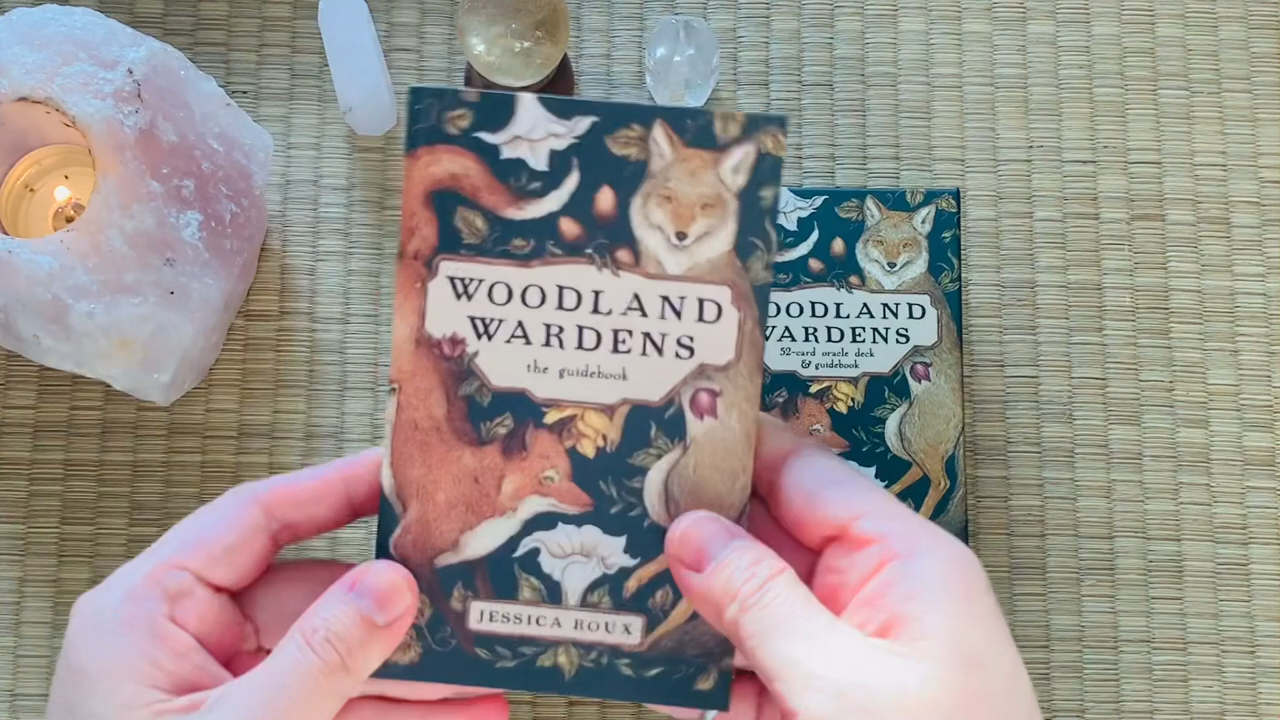 WOODLAND
WARDENS
the guidebook
JESSICA ROUX
OODLAND
WARDENS
52-card oracle deck
& guidebook